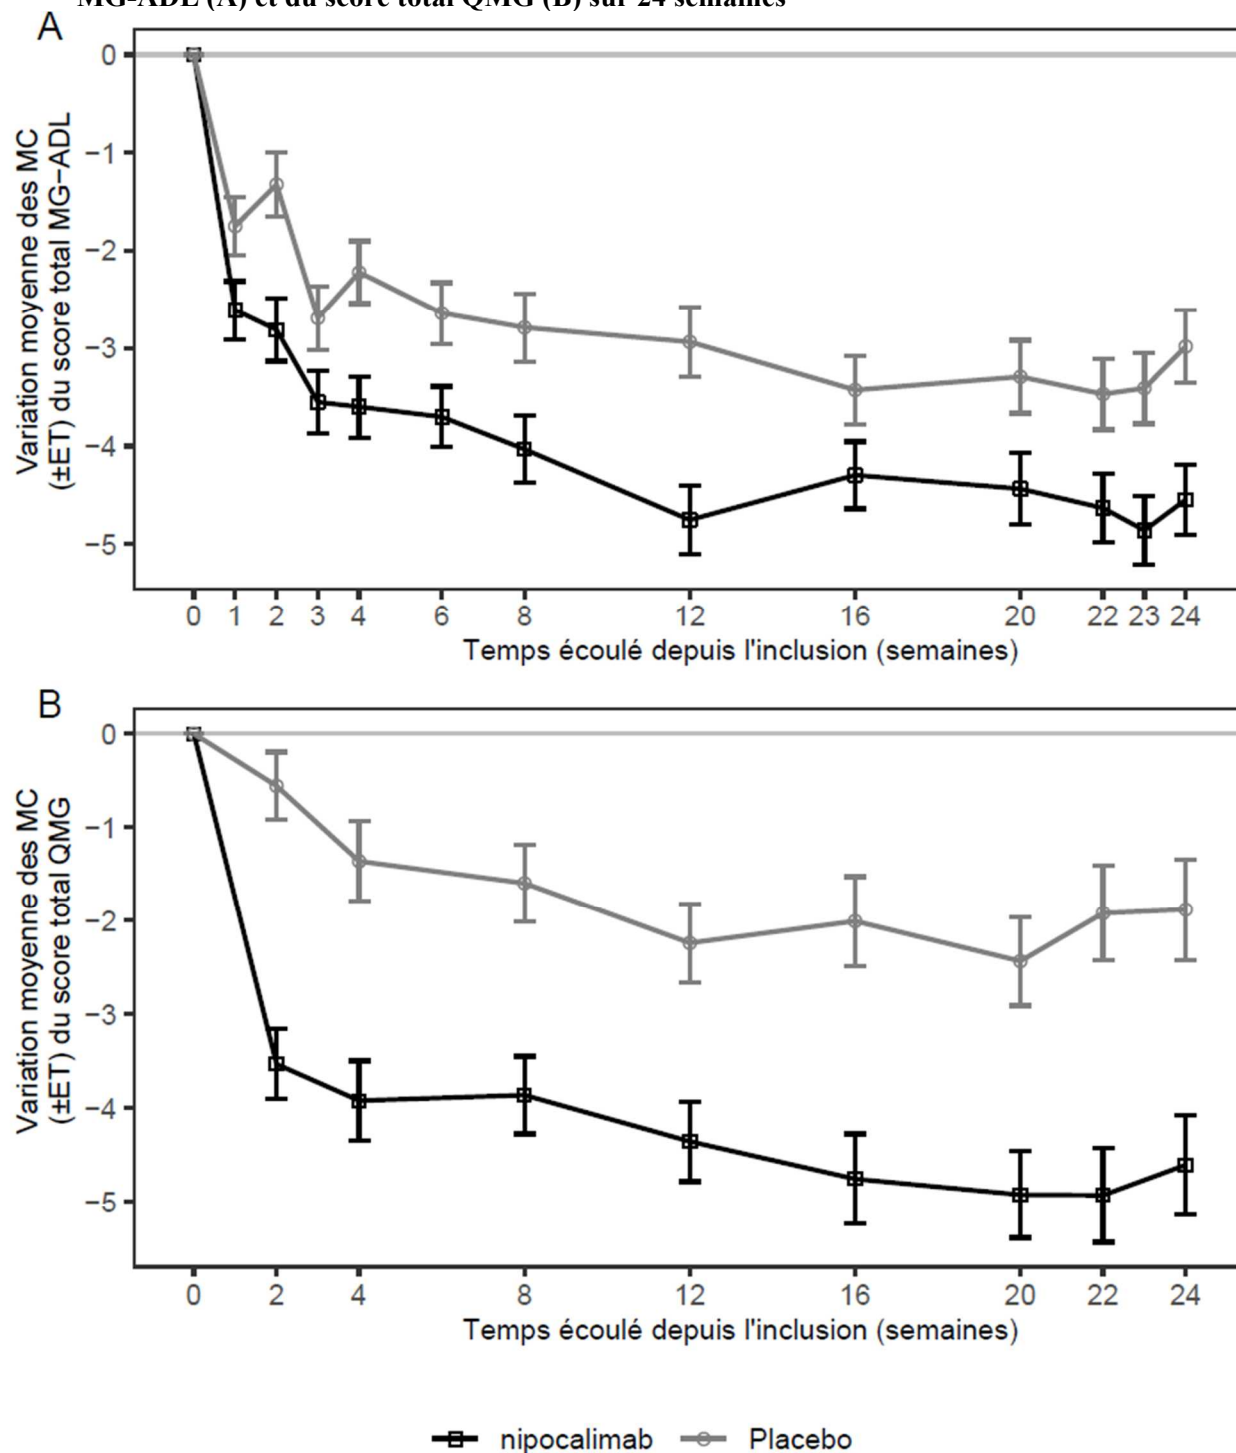 MG-ADL (A) et du score total QMG (B) sur 24 semaines
A
Variation moyenne des MC
(±ET) du score total MG−ADL
0
−1
−2
−3
−4
−5
0 1 2 3 4 6 8 12 16 20 22 23 24
Temps écoulé depuis l'inclusion (semaines)
B
Variation moyenne des MC
(±ET) du score total QMG
0
−1
−2
−3
−4
−5
0 2 4 8 12 16 20 22 24
Temps écoulé depuis l'inclusion (semaines)
nipocalimab Placebo